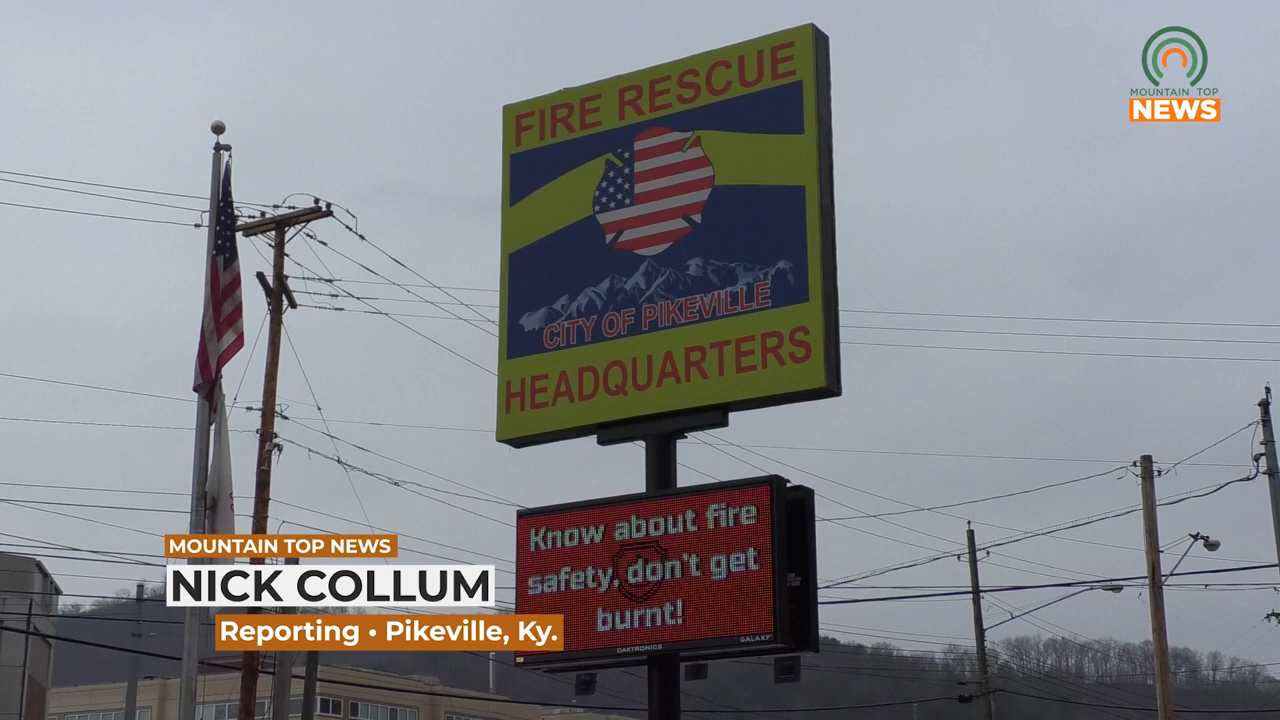 FIRE RESCUE
CITY OF PIKEVILLE
HEADQUARTERS
Know about fire
safety, don't get
burnt!
GALAXY
DAKTRONICS
MOUNTAIN TOP
NEWS
MOUNTAIN TOP NEWS
NICK COLLUM
Reporting • Pikeville, Ky.